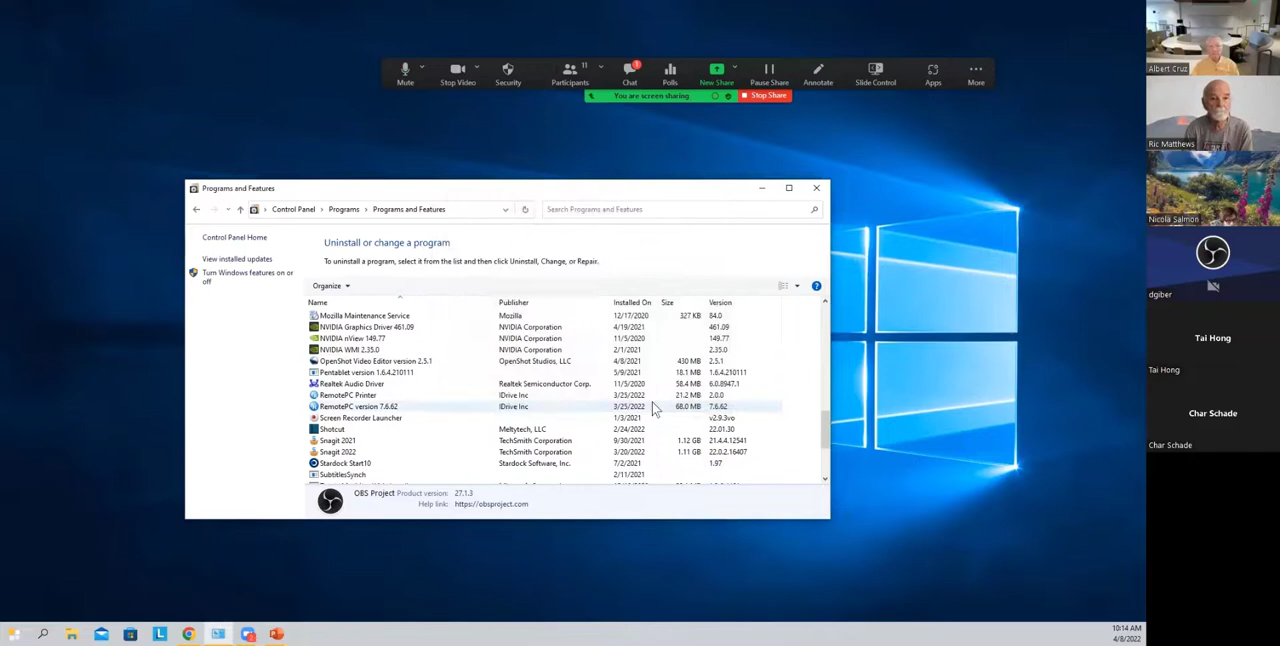 Mute
Stop Video
Security
Participants
11
Chat
1
Polls
New Share
Pause Share
Annotate
Slide Control
Apps
More
You are screen sharing
Stop Share
Albert Cruz
Ric Matthews
Nicola Salmon
dgiber
Tai Hong
Tai Hong
Char Schade
Char Schade
Programs and Features
Control Panel > Programs > Programs and Features
Search Programs and Features
Control Panel Home
View installed updates
Turn Windows features on or
off
Uninstall or change a program
To uninstall a program, select it from the list and then click Uninstall, Change, or Repair.
Organize
Name Publisher Installed On Size Version
Mozilla Maintenance Service Mozilla 12/17/2020 327 KB 84.0
NVIDIA Graphics Driver 461.09 NVIDIA Corporation 4/19/2021 461.09
NVIDIA nView 149.77 NVIDIA Corporation 11/5/2020 149.77
NVIDIA WMI 2.35.0 NVIDIA Corporation 2/1/2021 2.35.0
OpenShot Video Editor version 2.5.1 OpenShot Studios, LLC 4/8/2021 430 MB 2.5.1
Pentablet version 1.6.4.210111 5/9/2021 18.1 MB 1.6.4.210111
Realtek Audio Driver Realtek Semiconductor Corp. 11/5/2020 58.4 MB 6.0.8947.1
RemotePC Printer IDrive Inc 3/25/2022 21.2 MB 2.0.0
RemotePC version 7.6.62 IDrive Inc 3/25/2022 68.0 MB 7.6.62
Screen Recorder Launcher 1/3/2021 v2.9.3vo
Shotcut Meltytech, LLC 2/24/2022 22.01.30
Snagit 2021 TechSmith Corporation 9/30/2021 1.12 GB 21.4.4.12541
Snagit 2022 TechSmith Corporation 3/20/2022 1.11 GB 22.0.2.16407
Stardock Start10 Stardock Software, Inc. 7/2/2021 1.97
SubtitlesSynch 2/11/2021
OBS Project Product version: 27.1.3
Help link: https://obsproject.com
10:14 AM
4/8/2022